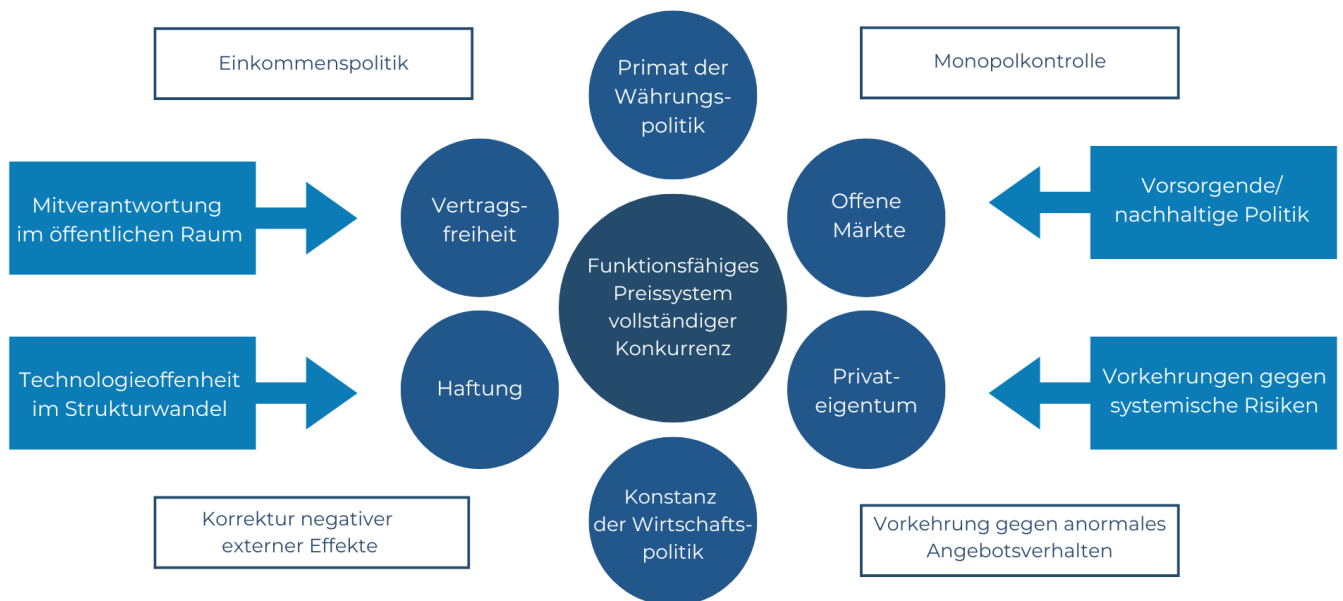 Einkommenspolitik
Primat der
Währungs-
politik
Monopolkontrolle
Mitverantwortung
im öffentlichen Raum
Vertrags-
freiheit
Offene
Märkte
Vorsorgende/
nachhaltige Politik
Funktionsfähiges
Preissystem
vollständiger
Konkurrenz
Technologieoffenheit
im Strukturwandel
Haftung
Privat-
eigentum
Vorkehrungen gegen
systemische Risiken
Korrektur negativer
externer Effekte
Konstanz
der Wirtschafts-
politik
Vorkehrung gegen anormales
Angebotsverhalten